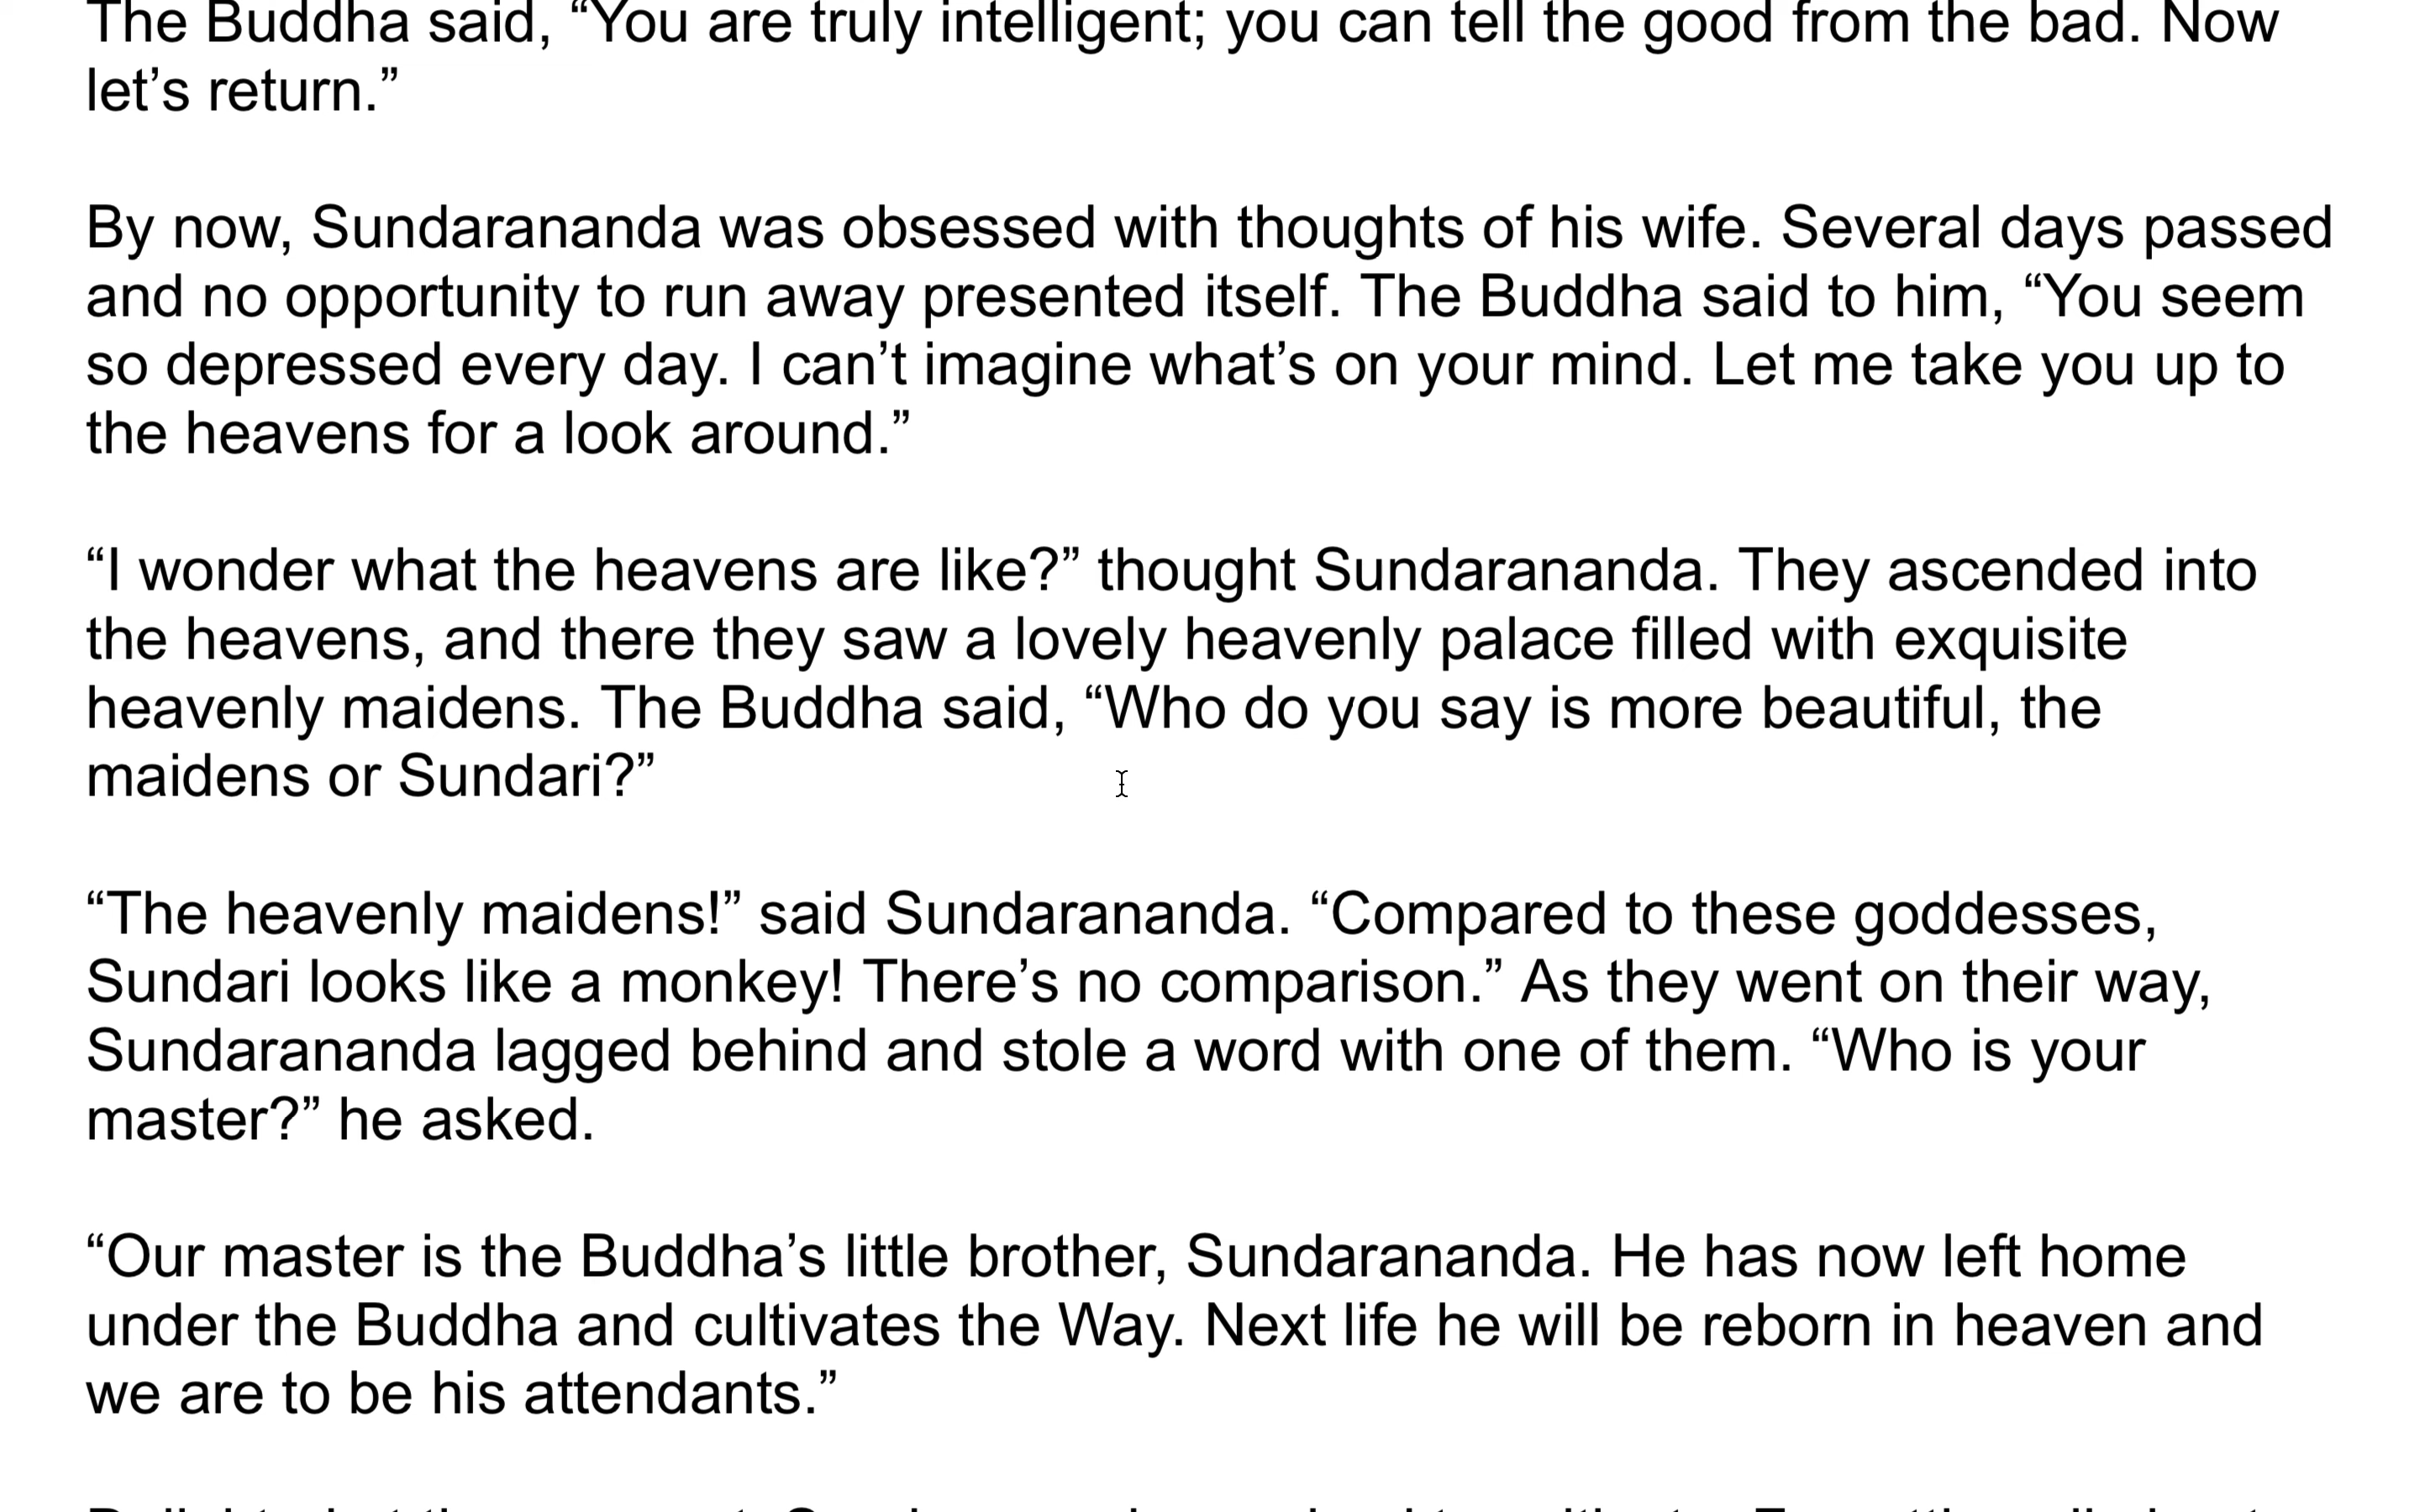 The Buddha said, “You are truly intelligent; you can tell the good from the bad. Now
let’s return.”
By now, Sundarananda was obsessed with thoughts of his wife. Several days passed
and no opportunity to run away presented itself. The Buddha said to him, “You seem
so depressed every day. I can’t imagine what’s on your mind. Let me take you up to
the heavens for a look around.”
“I wonder what the heavens are like?” thought Sundarananda. They ascended into
the heavens, and there they saw a lovely heavenly palace filled with exquisite
heavenly maidens. The Buddha said, “Who do you say is more beautiful, the
maidens or Sundari?”
“The heavenly maidens!” said Sundarananda. “Compared to these goddesses,
Sundari looks like a monkey! There’s no comparison.” As they went on their way,
Sundarananda lagged behind and stole a word with one of them. “Who is your
master?” he asked.
“Our master is the Buddha’s little brother, Sundarananda. He has now left home
under the Buddha and cultivates the Way. Next life he will be reborn in heaven and
we are to be his attendants.”